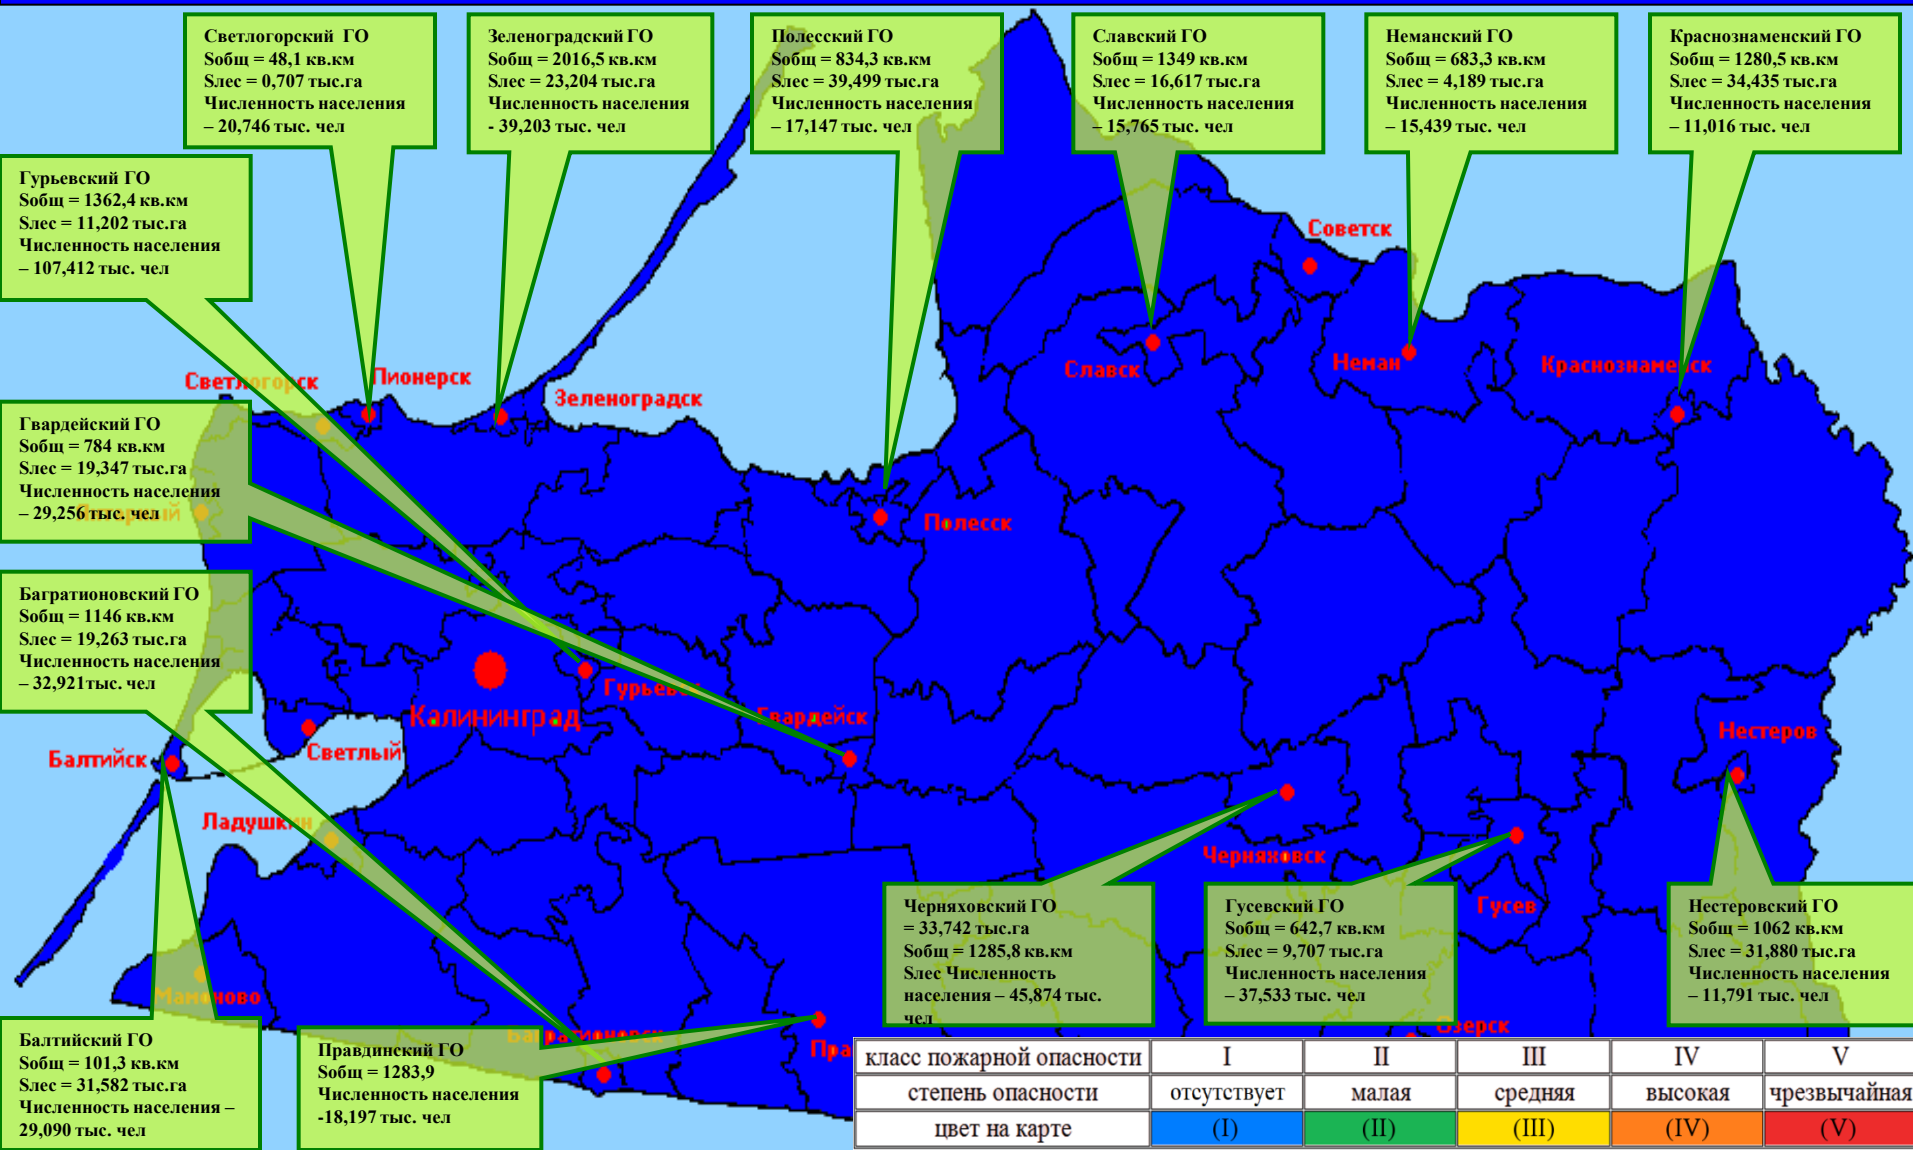 Светлогорский ГО
Sобщ = 48,1 кв.км
Sлес = 0,707 тыс.га
Численность населения
– 20,746 тыс. чел
Зеленоградский ГО
Sобщ = 2016,5 кв.км
Sлес = 23,204 тыс.га
Численность населения
- 39,203 тыс. чел
Полесский ГО
Sобщ = 834,3 кв.км
Sлес = 39,499 тыс.га
Численность населения
– 17,147 тыс. чел
Славский ГО
Sобщ = 1349 кв.км
Sлес = 16,617 тыс.га
Численность населения
– 15,765 тыс. чел
Неманский ГО
Sобщ = 683,3 кв.км
Sлес = 4,189 тыс.га
Численность населения
– 15,439 тыс. чел
Краснознаменский ГО
Sобщ = 1280,5 кв.км
Sлес = 34,435 тыс.га
Численность населения
– 11,016 тыс. чел
Гурьевский ГО
Sобщ = 1362,4 кв.км
Sлес = 11,202 тыс.га
Численность населения
– 107,412 тыс. чел
Советск
Славск
Неман
Краснознаменск
Светлогорск
Пионерск
Зеленоградск
Гвардейский ГО
Sобщ = 784 кв.км
Sлес = 19,347 тыс.га
Численность населения
– 29,256 тыс. чел
Янтарный
Полесск
Багратионовский ГО
Sобщ = 1146 кв.км
Sлес = 19,263 тыс.га
Численность населения
– 32,921тыс. чел
Гурьевск
Калининград
Гвардейск
Нестеров
Светлый
Балтийск
Ладушкин
Черняховск
Гусев
Мамоново
Черняховский ГО
= 33,742 тыс.га
Sобщ = 1285,8 кв.км
Sлес Численность
населения – 45,874 тыс.
чел
Гусевский ГО
Sобщ = 642,7 кв.км
Sлес = 9,707 тыс.га
Численность населения
– 37,533 тыс. чел
Нестеровский ГО
Sобщ = 1062 кв.км
Sлес = 31,880 тыс.га
Численность населения
– 11,791 тыс. чел
Озерск
Багратионовск
Пра
Балтийский ГО
Sобщ = 101,3 кв.км
Sлес = 31,582 тыс.га
Численность населения –
29,090 тыс. чел
Правдинский ГО
Sобщ = 1283,9
Численность населения
-18,197 тыс. чел
класс пожарной опасности I II III IV V
степень опасности отсутствует малая средняя высокая чрезвычайная
цвет на карте (I) (II) (III) (IV) (V)